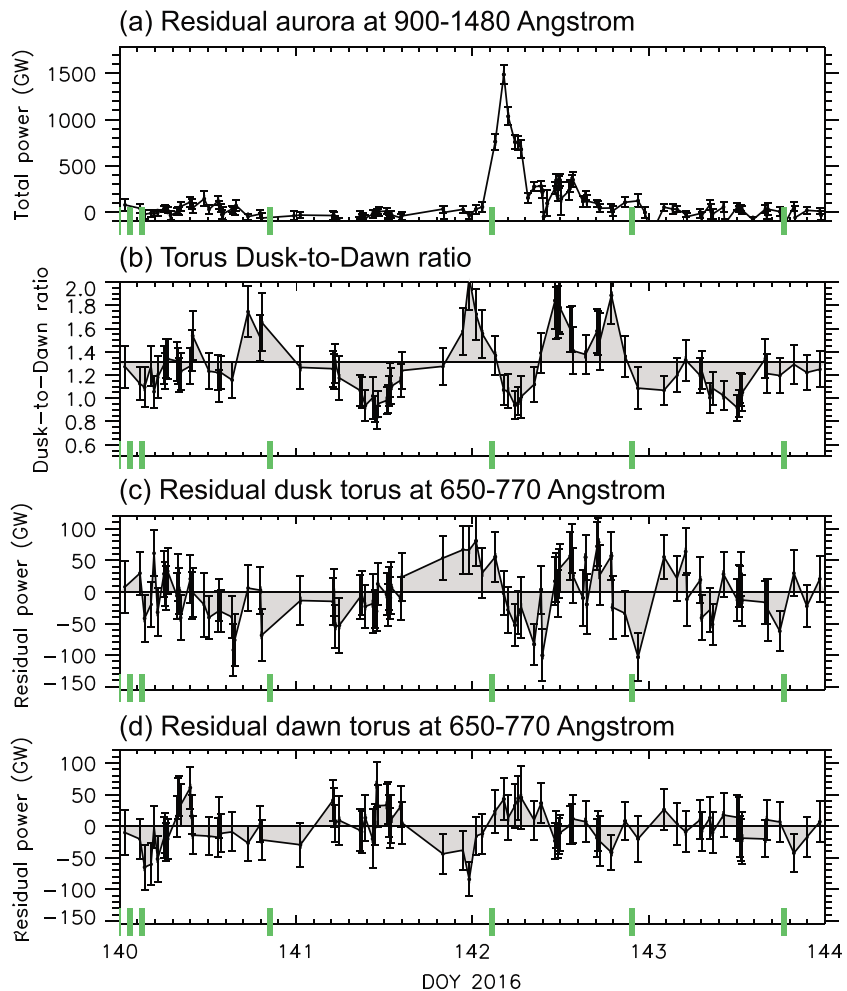 (a) Residual aurora at 900-1480 Angstrom
Total power (GW)
1500
1000
500
0
(b) Torus Dusk-to-Dawn ratio
Dusk-to-Dawn ratio
2.0
1.8
1.6
1.4
1.2
1.0
0.8
0.6
(c) Residual dusk torus at 650-770 Angstrom
Residual power (GW)
100
50
0
-50
-100
-150
(d) Residual dawn torus at 650-770 Angstrom
Residual power (GW)
100
50
0
-50
-100
-150
140 141 142 143 144
DOY 2016